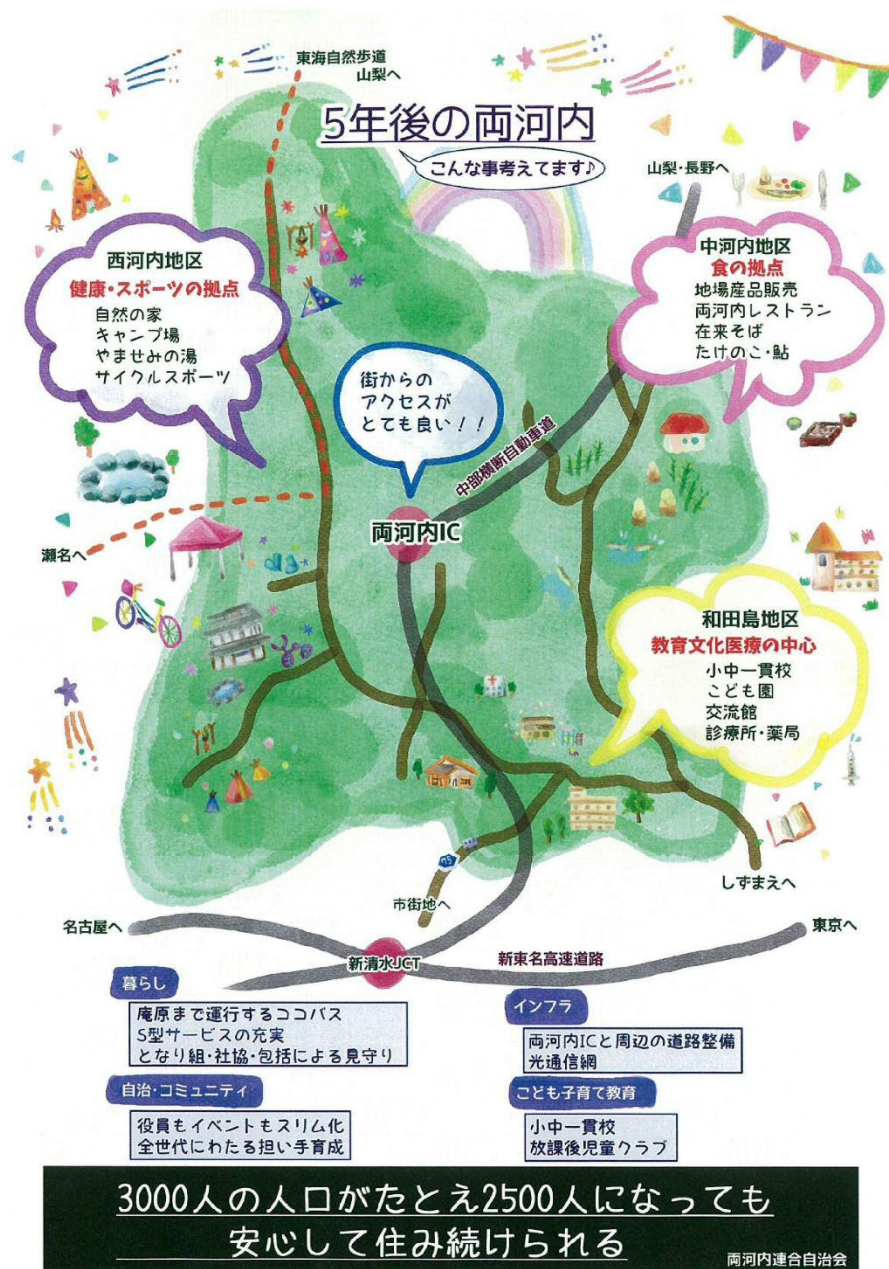 東海自然歩道
山梨へ
5年後の両河内
こんな事考えてます♪
山梨・長野へ
西河内地区
健康・スポーツの拠点
自然の家
キャンプ場
やませみの湯
サイクルスポーツ
中河内地区
食の拠点
地場産品販売
両河内レストラン
在来そば
たけのこ・鮎
街からの
アクセスが
とても良い！！
中部横断自動車道
両河内IC
瀬名へ
和田島地区
教育文化医療の中心
小中一貫校
こども園
交流館
診療所・薬局
75
しずまえへ
市街地へ
名古屋へ
東京へ
新清水JCT
新東名高速道路
暮らし
庵原まで運行するココバス
S型サービスの充実
となり組・社協・包括による見守り
インフラ
両河内ICと周辺の道路整備
光通信網
自治・コミュニティ
役員もイベントもスリム化
全世代にわたる担い手育成
こども子育て教育
小中一貫校
放課後児童クラブ
3000人の人口がたとえ2500人になっても
安心して住み続けられる
両河内連合自治会